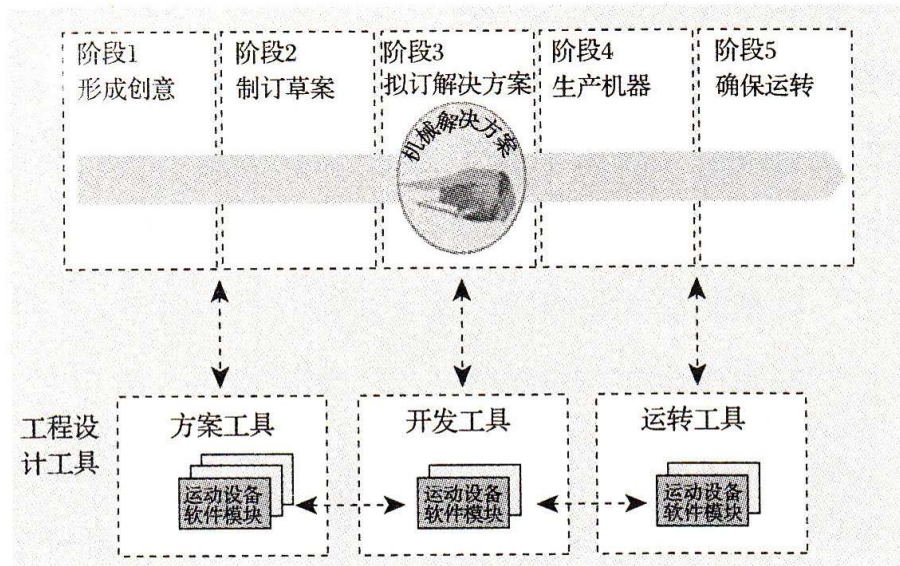 阶段1
形成创意
阶段2
制订草案
阶段3
拟订解决方案
阶段4
生产机器
阶段5
确保运转
机械解决方案
工程设
计工具
方案工具
运动设备
软件模块
开发工具
运动设备
软件模块
运转工具
运动设备
软件模块